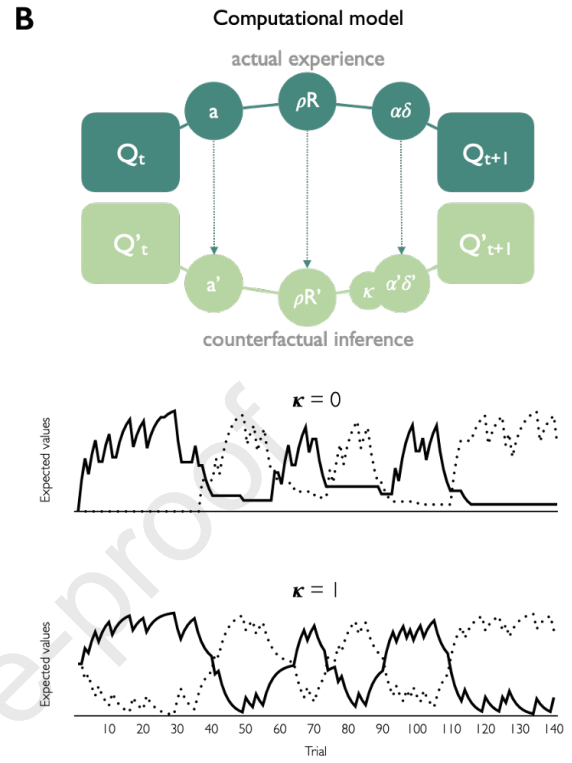 B
Computational model
actual experience
a
ρR
αδ
Qt
Qt+1
Q't
Q't+1
a'
ρR'
κ
α'δ'
counterfactual inference
κ = 0
Expected values
κ = 1
Expected values
10 20 30 40 50 60 70 80 90 100 110 120 130 140
Trial
e-proof